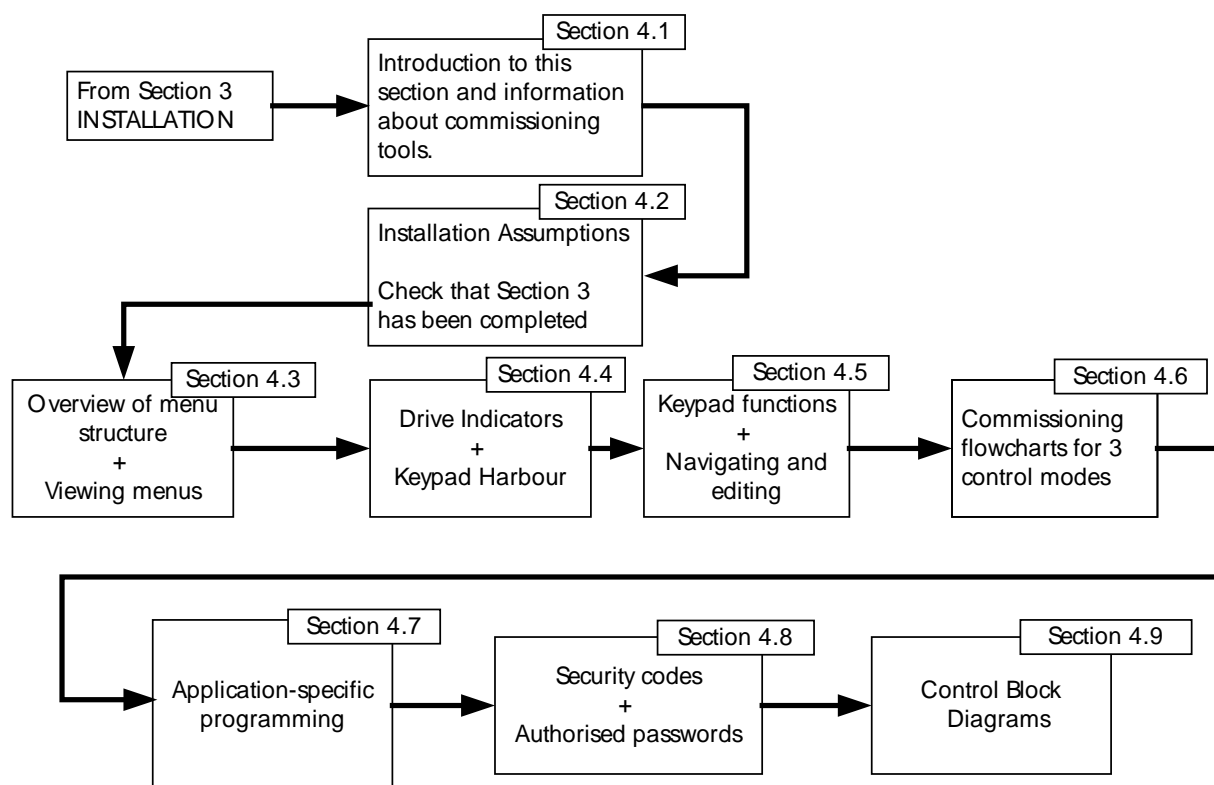 From Section 3
INSTALLATION
Section 4.1
Introduction to this
section and information
about commissioning
tools.
Section 4.2
Installation Assumptions
Check that Section 3
has been completed
Section 4.3
Overview of menu
structure
+
Viewing menus
Section 4.4
Drive Indicators
+
Keypad Harbour
Section 4.5
Keypad functions
+
Navigating and
editing
Section 4.6
Commissioning
flowcharts for 3
control modes
Section 4.7
Application-specific
programming
Section 4.8
Security codes
+
Authorised passwords
Section 4.9
Control Block
Diagrams